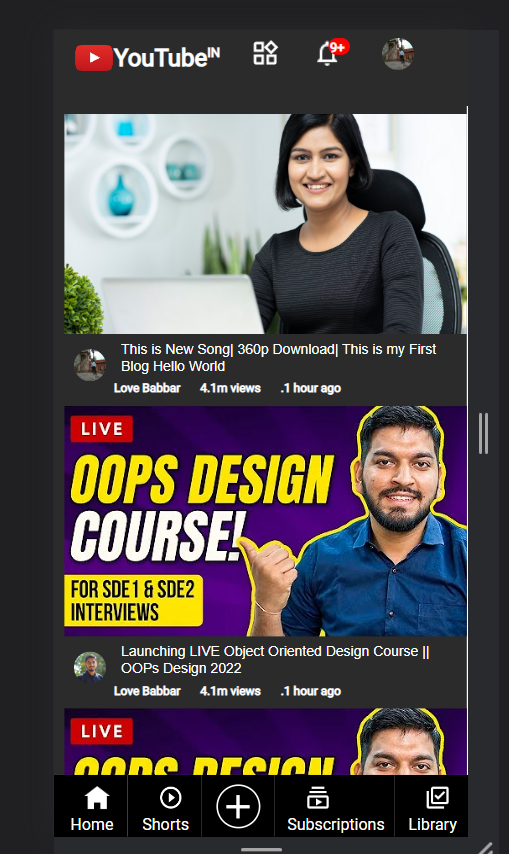 YouTubeIN
9+
This is New Song| 360p Download| This is my First
Blog Hello World
Love Babbar 4.1m views .1 hour ago
LIVE
OOPS DESIGN
COURSE!
FOR SDE1 & SDE2
INTERVIEWS
Launching LIVE Object Oriented Design Course ||
OOPs Design 2022
Love Babbar 4.1m views .1 hour ago
LIVE
OOPS DESIGN
Home Shorts Subscriptions Library